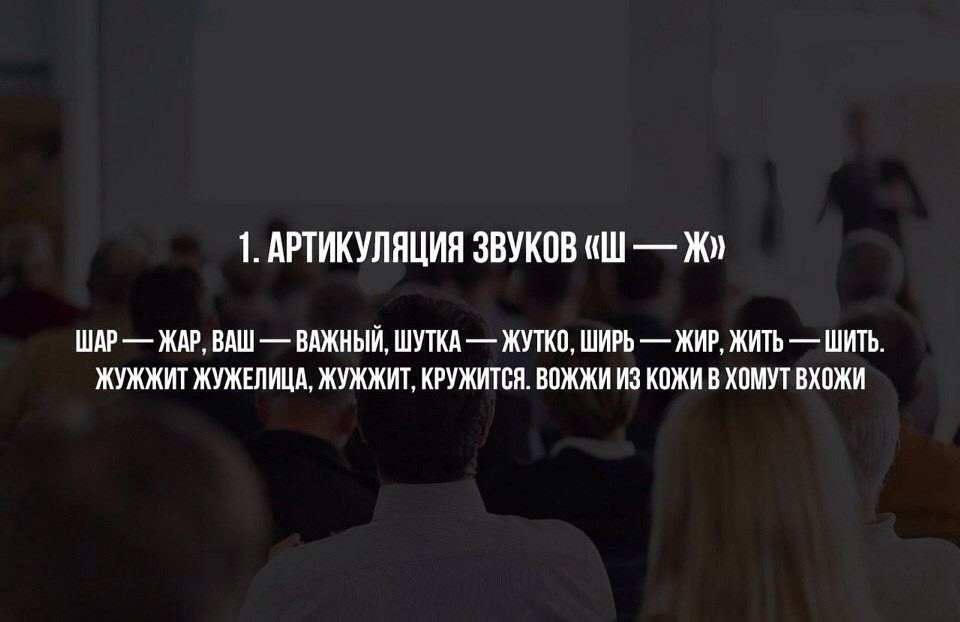 1. АРТИКУЛЯЦИЯ ЗВУКОВ «Ш — Ж»
ШАР — ЖАР, ВАШ — ВАЖНЫЙ, ШУТКА — ЖУТКО, ШИРЬ — ЖИР, ЖИТЬ — ШИТЬ.
ЖУЖЖИТ ЖУЖЕЛИЦА, ЖУЖЖИТ, КРУЖИТСЯ. ВОЖЖИ ИЗ КОЖИ В ХОМУТ ВХОЖИ